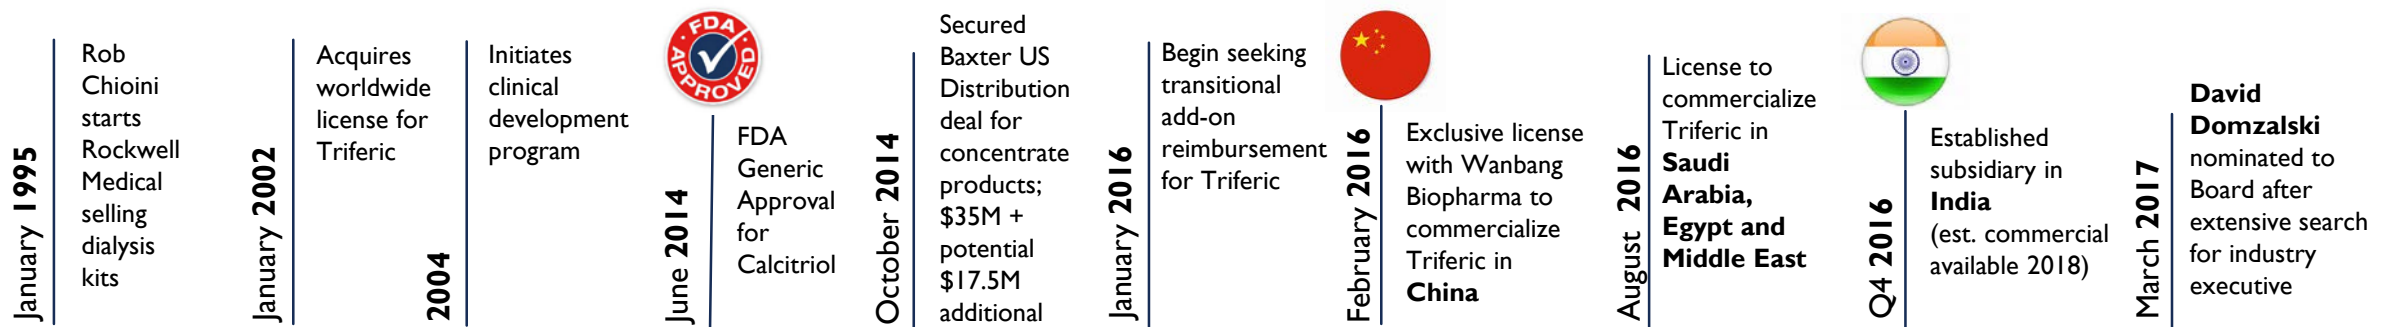 January 1995
Rob
Chioini
starts
Rockwell
Medical
selling
dialysis
kits
January 2002
Acquires
worldwide
license for
Triferic
2004
Initiates
clinical
development
program
June 2014
FDA
APPROVED
FDA
Generic
Approval
for
Calcitriol
October 2014
Secured
Baxter US
Distribution
deal for
concentrate
products;
$35M +
potential
$17.5M
additional
January 2016
Begin seeking
transitional
add-on
reimbursement
for Triferic
February 2016
Exclusive license
with Wanbang
Biopharma to
commercialize
Triferic in
China
August 2016
License to
commercialize
Triferic in
Saudi
Arabia,
Egypt and
Middle East
Q4 2016
Established
subsidiary in
India
(est. commercial
available 2018)
March 2017
David
Domzalski
nominated to
Board after
extensive search
for industry
executive